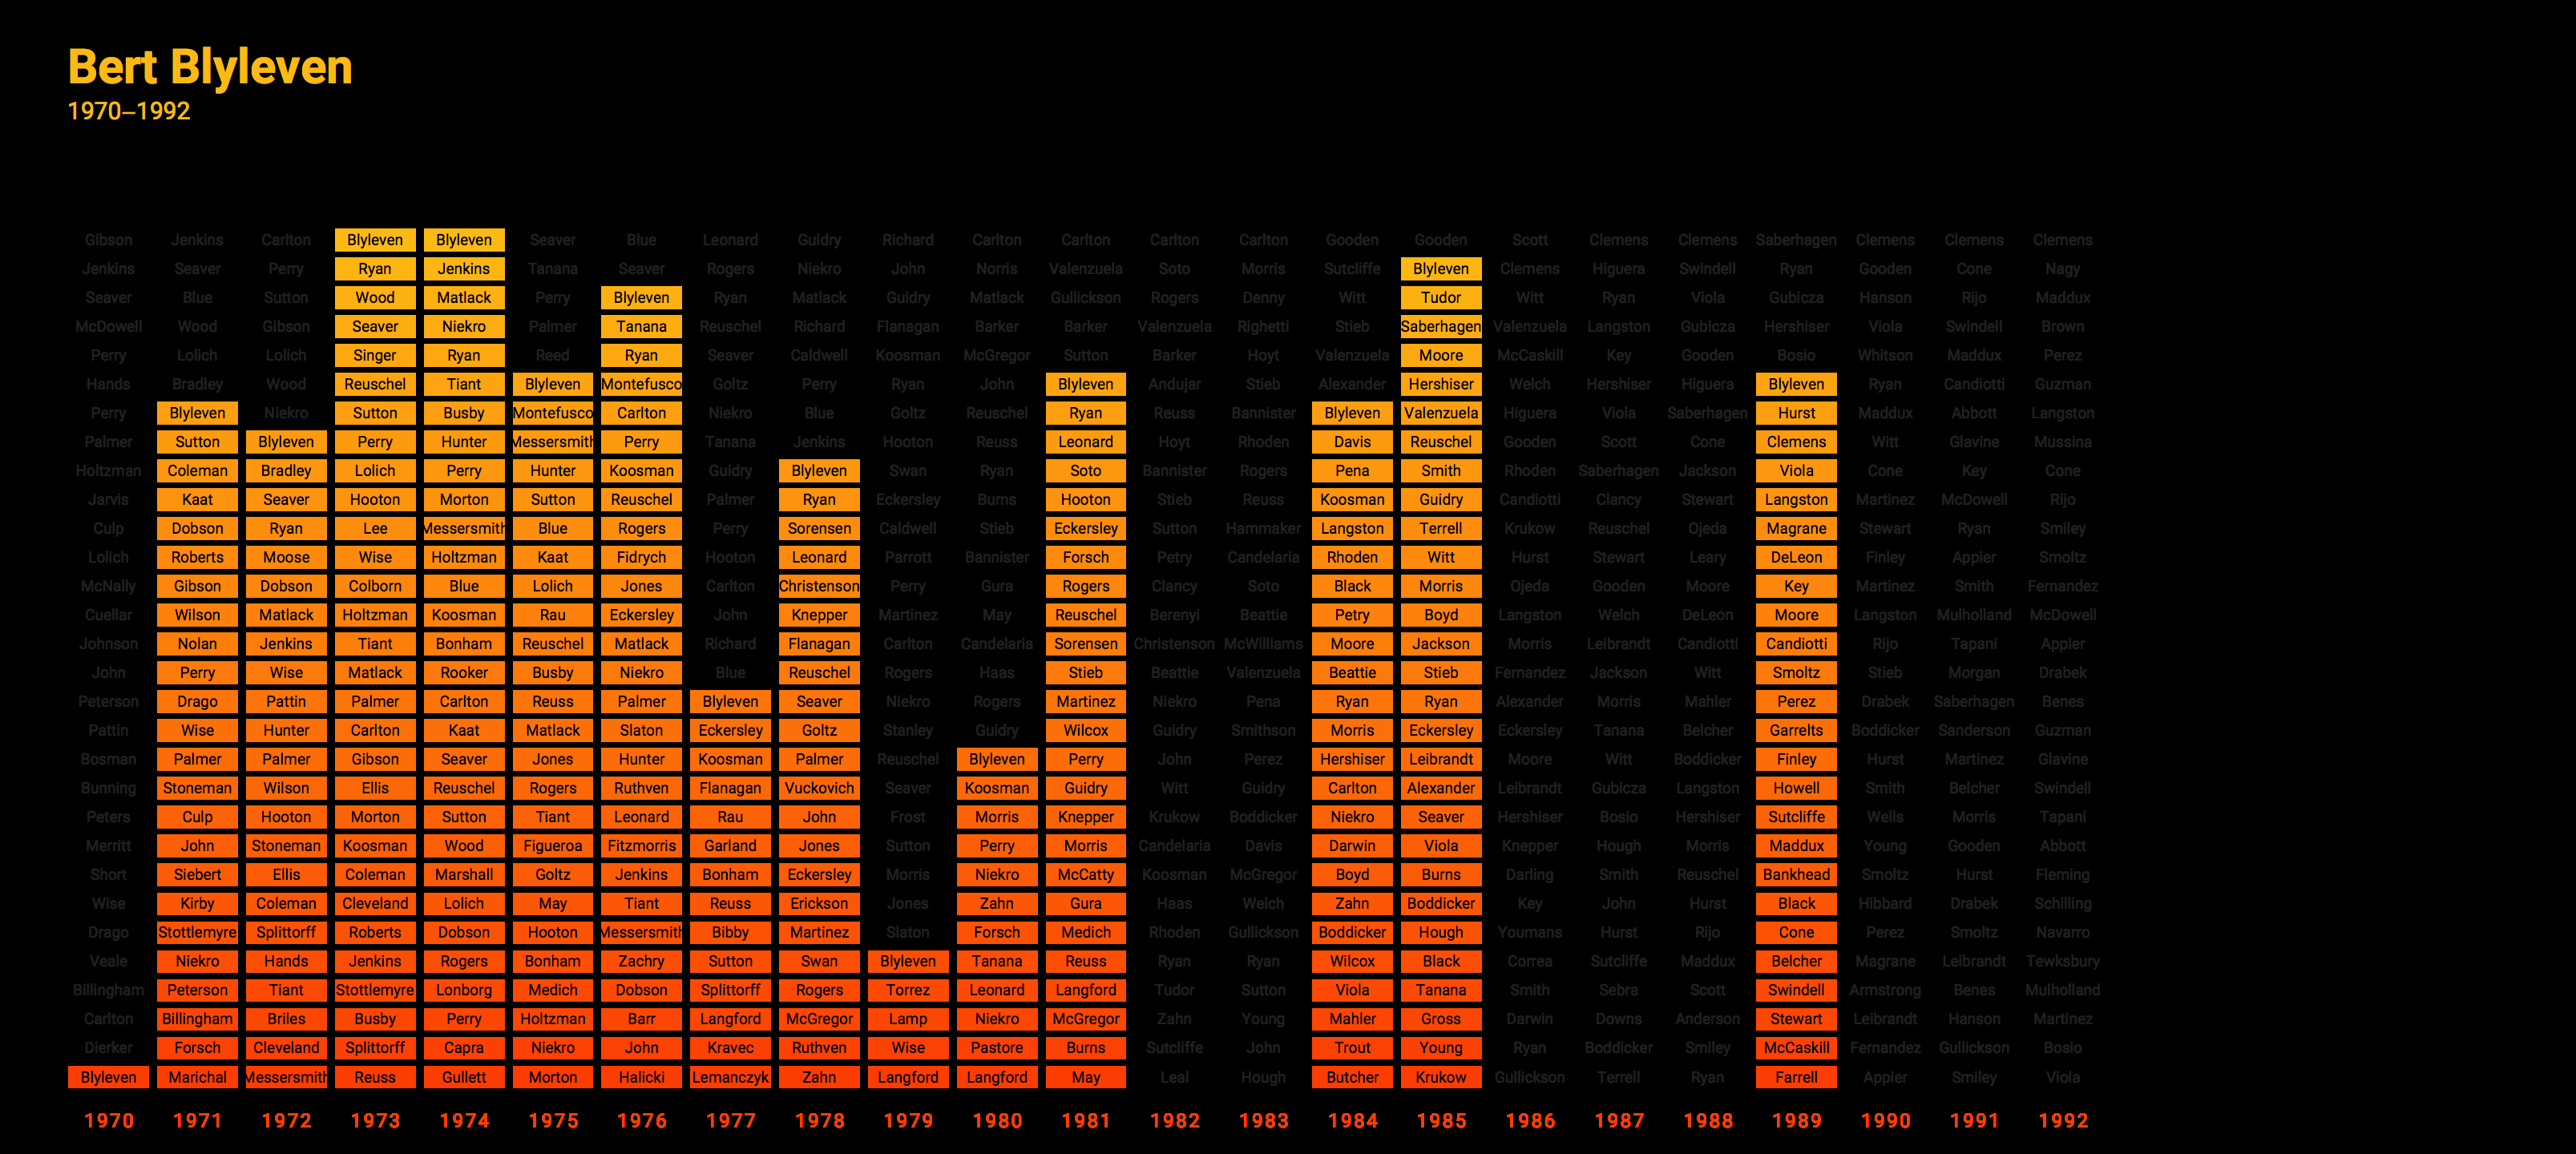 Bert Blyleven
1970–1992
Gibson Jenkins Carlton Blyleven Blyleven Seaver Blue Leonard Guidry Richard Carlton Carlton Carlton Carlton Gooden Gooden Scott Clemens Clemens Saberhagen Clemens Clemens Clemens
Jenkins Seaver Perry Ryan Jenkins Tanana Seaver Rogers Niekro John Norris Valenzuela Soto Morris Sutcliffe Blyleven Clemens Higuera Swindell Ryan Gooden Cone Nagy
Seaver Blue Sutton Wood Matlack Perry Blyleven Ryan Matlack Guidry Matlack Gullickson Rogers Denny Witt Tudor Witt Ryan Viola Gubicza Hanson Rijo Maddux
McDowell Wood Gibson Seaver Niekro Palmer Tanana Reuschel Richard Flanagan Barker Barker Valenzuela Righetti Stieb Saberhagen Valenzuela Langston Gubicza Hershiser Viola Swindell Brown
Perry Lolich Lolich Singer Ryan Reed Ryan Seaver Caldwell Koosman McGregor Sutton Barker Hoyt Valenzuela Moore McCaskill Key Gooden Bosio Whitson Maddux Perez
Hands Bradley Wood Reuschel Tiant Blyleven Montefusco Goltz Perry Ryan John Blyleven Andujar Stieb Alexander Hershiser Welch Hershiser Higuera Blyleven Ryan Candiotti Guzman
Perry Blyleven Niekro Sutton Busby Montefusco Carlton Niekro Blue Goltz Reuschel Ryan Reuss Bannister Blyleven Valenzuela Higuera Viola Saberhagen Hurst Maddux Abbott Langston
Palmer Sutton Blyleven Perry Hunter Messersmith Perry Tanana Jenkins Hooton Reuss Leonard Hoyt Rhoden Davis Reuschel Gooden Scott Cone Clemens Witt Glavine Mussina
Holtzman Coleman Bradley Lolich Perry Hunter Koosman Guidry Blyleven Swan Ryan Soto Bannister Rogers Pena Smith Rhoden Saberhagen Jackson Viola Cone Key Cone
Jarvis Kaat Seaver Hooton Morton Sutton Reuschel Palmer Ryan Eckersley Burns Hooton Stieb Reuss Koosman Guidry Candiotti Clancy Stewart Langston Martinez McDowell Rijo
Culp Dobson Ryan Lee Messersmith Blue Rogers Perry Sorensen Caldwell Stieb Eckersley Sutton Hammaker Langston Terrell Krukow Reuschel Ojeda Magrane Stewart Ryan Smiley
Lolich Roberts Moose Wise Holtzman Kaat Fidrych Hooton Leonard Parrott Bannister Forsch Petry Candelaria Rhoden Witt Hurst Stewart Leary DeLeon Finley Appier Smoltz
McNally Gibson Dobson Colborn Blue Lolich Jones Carlton Christenson Perry Gura Rogers Clancy Soto Black Morris Ojeda Gooden Moore Key Martinez Smith Fernandez
Cuellar Wilson Matlack Holtzman Koosman Rau Eckersley John Knepper Martinez May Reuschel Berenyi Beattie Petry Boyd Langston Welch DeLeon Moore Langston Mulholland McDowell
Johnson Nolan Jenkins Tiant Bonham Reuschel Matlack Richard Flanagan Carlton Candelaria Sorensen Christenson McWilliams Moore Jackson Morris Leibrandt Candiotti Candiotti Rijo Tapani Appier
John Perry Wise Matlack Rooker Busby Niekro Blue Reuschel Rogers Haas Stieb Beattie Valenzuela Beattie Stieb Fernandez Jackson Witt Smoltz Stieb Morgan Drabek
Peterson Drago Pattin Palmer Carlton Reuss Palmer Blyleven Seaver Niekro Rogers Martinez Niekro Pena Ryan Ryan Alexander Morris Mahler Perez Drabek Saberhagen Benes
Pattin Wise Hunter Carlton Kaat Matlack Slaton Eckersley Goltz Stanley Guidry Wilcox Guidry Smithson Morris Eckersley Eckersley Tanana Belcher Garrelts Boddicker Sanderson Guzman
Bosman Palmer Palmer Gibson Seaver Jones Hunter Koosman Palmer Reuschel Blyleven Perry John Perez Hershiser Leibrandt Moore Witt Boddicker Finley Hurst Martinez Glavine
Bunning Stoneman Wilson Ellis Reuschel Rogers Ruthven Flanagan Vuckovich Seaver Koosman Guidry Witt Guidry Carlton Alexander Leibrandt Gubicza Langston Howell Smith Belcher Swindell
Peters Culp Hooton Morton Sutton Tiant Leonard Rau John Frost Morris Knepper Krukow Boddicker Niekro Seaver Hershiser Bosio Hershiser Sutcliffe Wells Morris Tapani
Merritt John Stoneman Koosman Wood Figueroa Fitzmorris Garland Jones Sutton Perry Morris Candelaria Davis Darwin Viola Knepper Hough Morris Maddux Young Gooden Abbott
Short Siebert Ellis Coleman Marshall Goltz Jenkins Bonham Eckersley Morris Niekro McCatty Koosman McGregor Boyd Burns Darling Smith Reuschel Bankhead Smoltz Hurst Fleming
Wise Kirby Coleman Cleveland Lolich May Tiant Reuss Erickson Jones Zahn Gura Haas Welch Zahn Boddicker Key John Hurst Black Hibbard Drabek Schilling
Drago Stottlemyre Splittorff Roberts Dobson Hooton Messersmith Bibby Martinez Slaton Forsch Medich Rhoden Gullickson Boddicker Hough Youmans Hurst Rijo Cone Perez Smoltz Navarro
Veale Niekro Hands Jenkins Rogers Bonham Zachry Sutton Swan Blyleven Tanana Reuss Ryan Ryan Wilcox Black Correa Sutcliffe Maddux Belcher Magrane Leibrandt Tewksbury
Billingham Peterson Tiant Stottlemyre Lonborg Medich Dobson Splittorff Rogers Torrez Leonard Langford Tudor Sutton Viola Tanana Smith Sebra Scott Swindell Armstrong Benes Mulholland
Carlton Billingham Briles Busby Perry Holtzman Barr Langford McGregor Lamp Niekro McGregor Zahn Young Mahler Gross Darwin Downs Anderson Stewart Leibrandt Hanson Martinez
Dierker Forsch Cleveland Splittorff Capra Niekro John Kravec Ruthven Wise Pastore Burns Sutcliffe John Trout Young Ryan Boddicker Smiley McCaskill Fernandez Gullickson Bosio
Blyleven Marichal Messersmith Reuss Gullett Morton Halicki Lemanczyk Zahn Langford Langford May Leal Hough Butcher Krukow Gullickson Terrell Ryan Farrell Appier Smiley Viola
1970 1971 1972 1973 1974 1975 1976 1977 1978 1979 1980 1981 1982 1983 1984 1985 1986 1987 1988 1989 1990 1991 1992